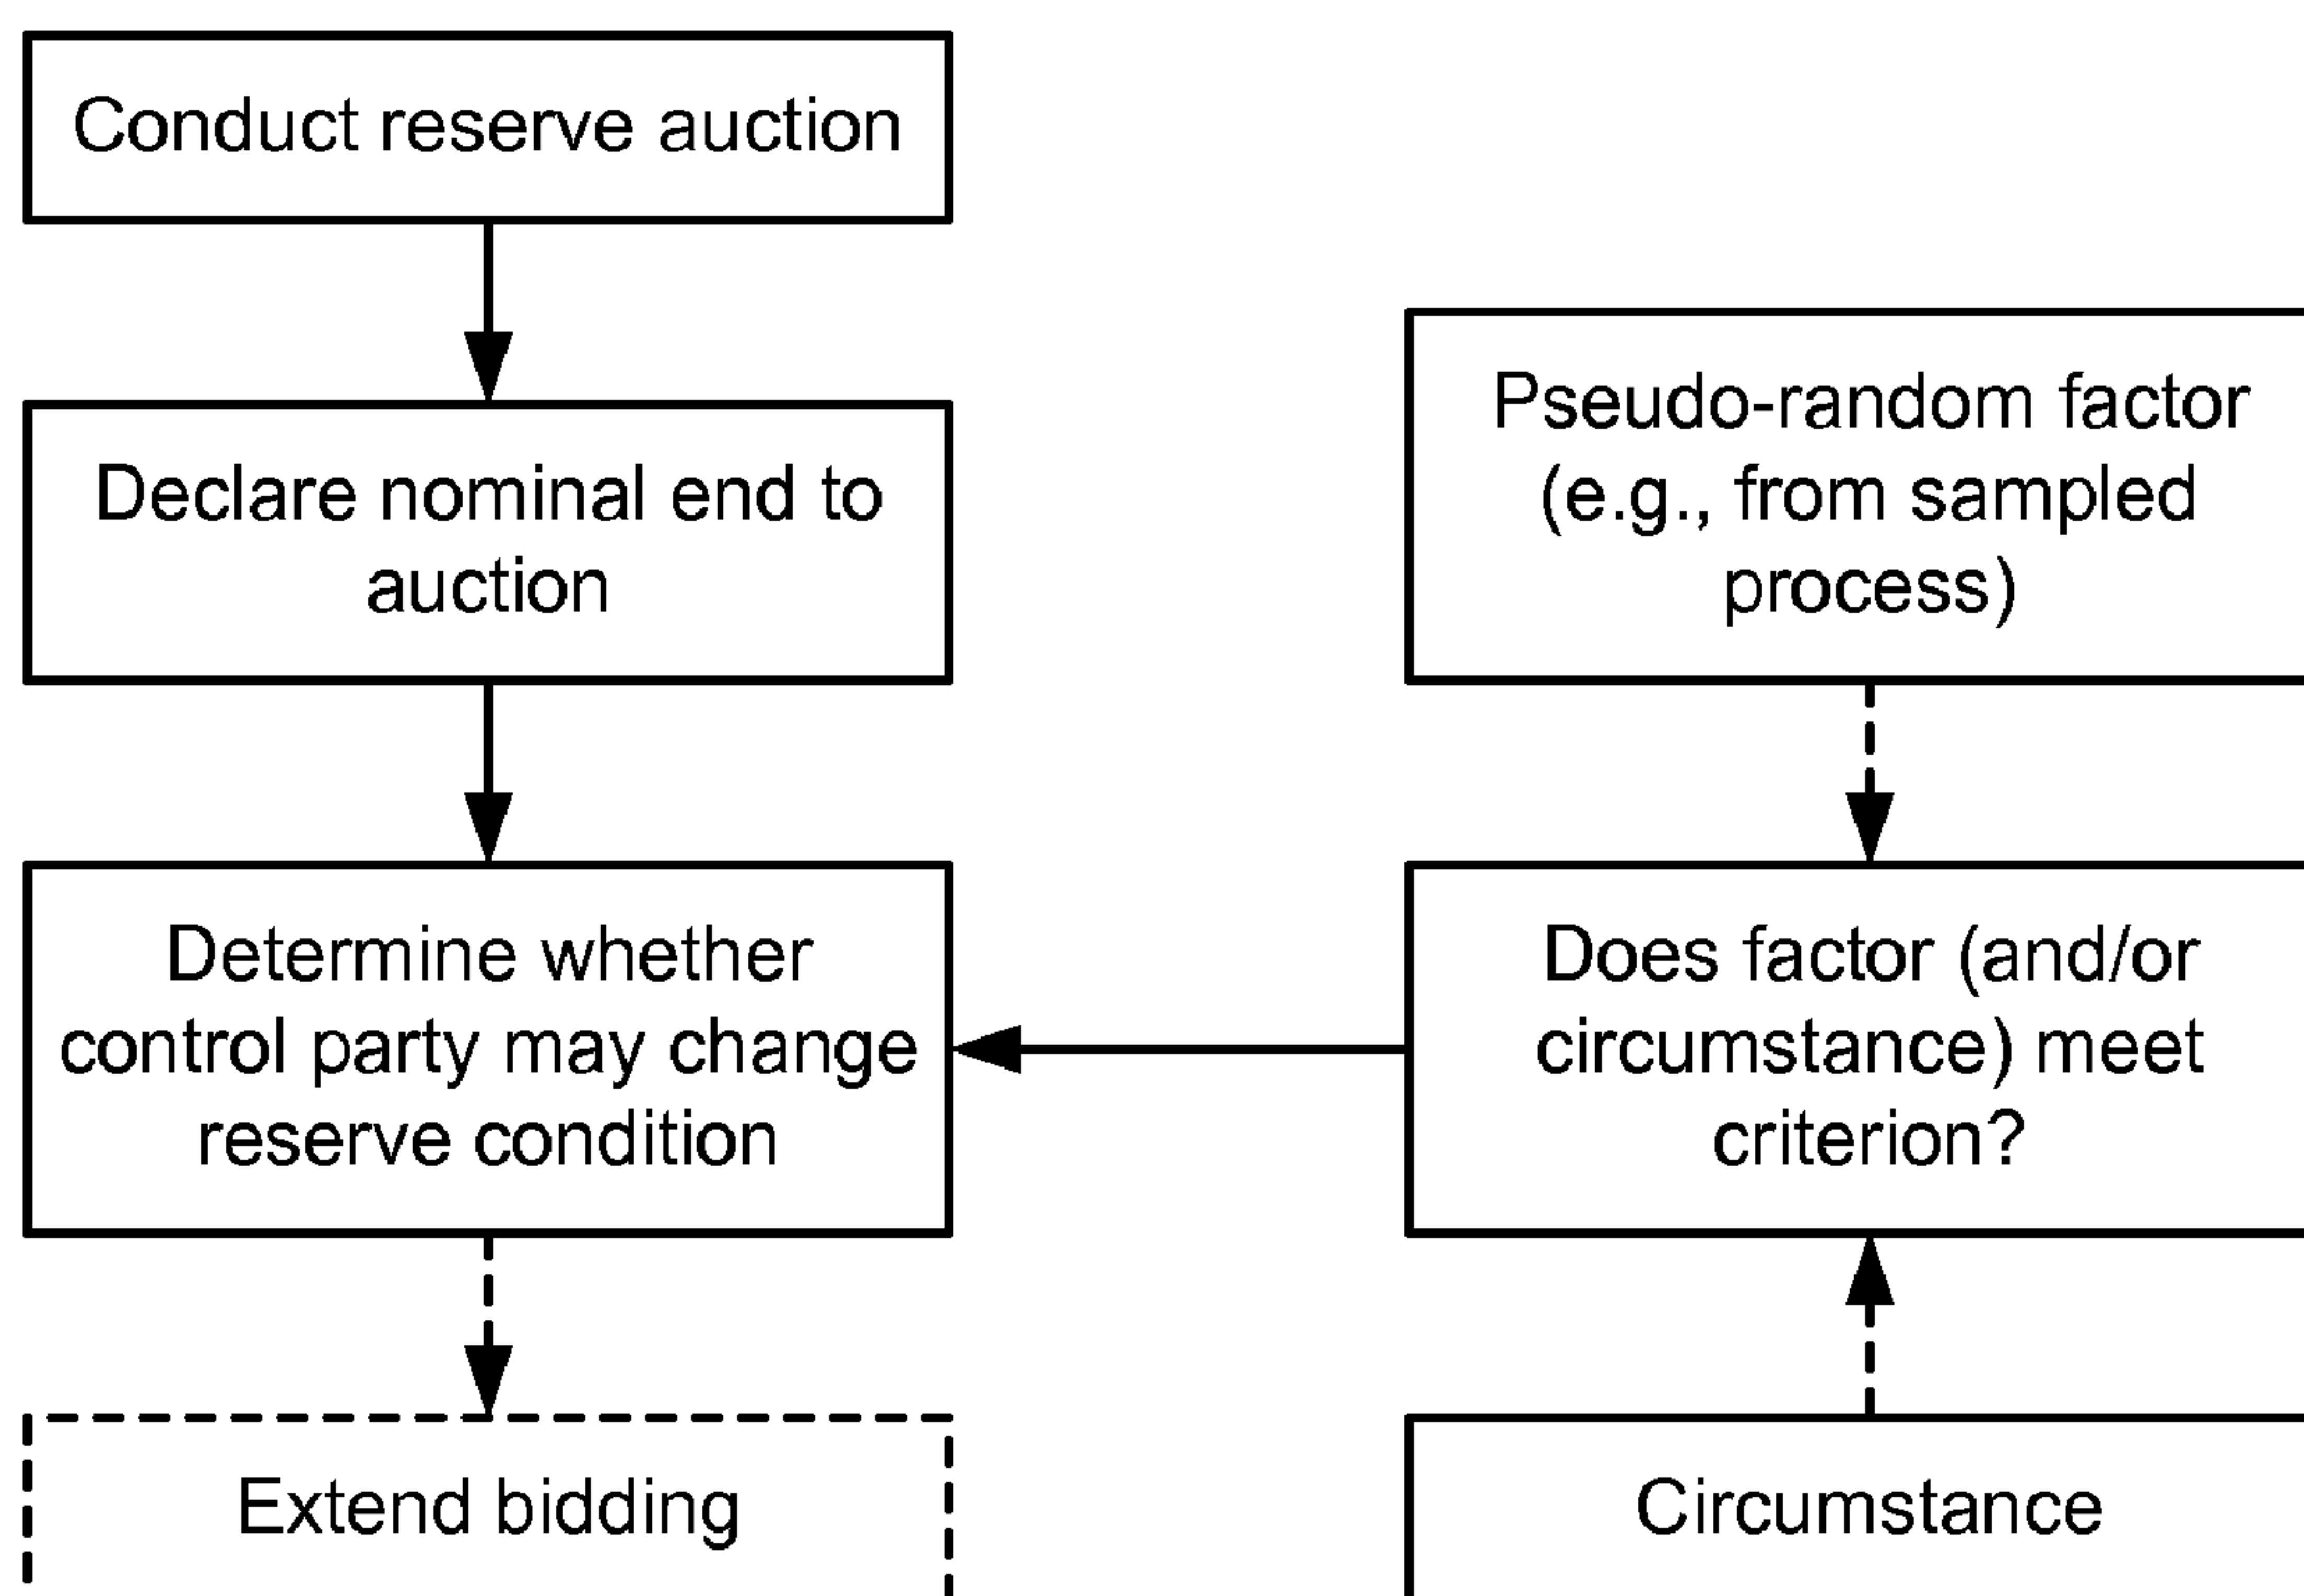 Conduct reserve auction
Declare nominal end to
auction
Determine whether
control party may change
reserve condition
Extend bidding
Pseudo-random factor
(e.g., from sampled
process)
Does factor (and/or
circumstance) meet
criterion?
Circumstance